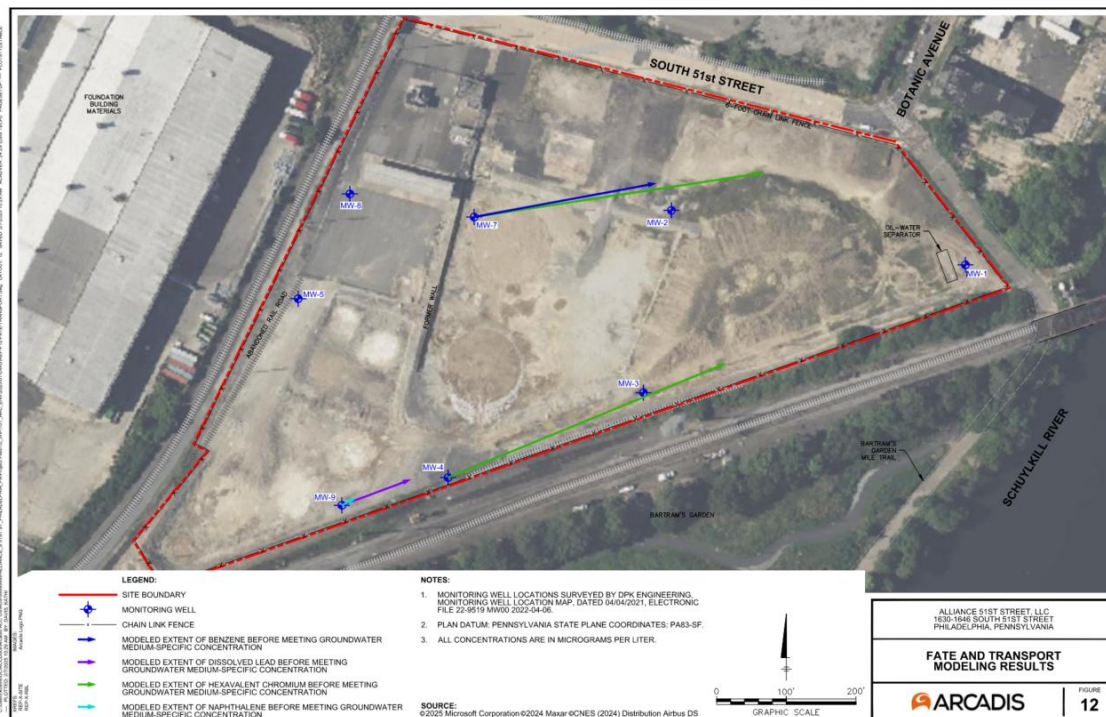 SOUTH 51st STREET
BOTANIC AVENUE
FOUNDATION
BUILDING
MATERIALS
6-FOOT CHAIN LINK FENCE
MW-8
MW-7
MW-2
OIL-WATER
SEPARATOR
MW-1
MW-5
ABANDONED RAIL ROAD
FORMER WALL
MW-3
MW-4
MW-9
BARTRAM'S
GARDEN
MILE TRAIL
SCHUYLKILL RIVER
BARTRAM'S GARDEN
LEGEND:
SITE BOUNDARY
MONITORING WELL
CHAIN LINK FENCE
MODELED EXTENT OF BENZENE BEFORE MEETING GROUNDWATER
MEDIUM-SPECIFIC CONCENTRATION
MODELED EXTENT OF DISSOLVED LEAD BEFORE MEETING
GROUNDWATER MEDIUM-SPECIFIC CONCENTRATION
MODELED EXTENT OF HEXAVALENT CHROMIUM BEFORE MEETING
GROUNDWATER MEDIUM-SPECIFIC CONCENTRATION
MODELED EXTENT OF NAPHTHALENE BEFORE MEETING GROUNDWATER
MEDIUM-SPECIFIC CONCENTRATION
NOTES:
1. MONITORING WELL LOCATIONS SURVEYED BY DPK ENGINEERING,
MONITORING WELL LOCATION MAP, DATED 04/04/2021, ELECTRONIC
FILE 22-9519 MW00 2022-04-06.
2. PLAN DATUM: PENNSYLVANIA STATE PLANE COORDINATES: PA83-SF.
3. ALL CONCENTRATIONS ARE IN MICROGRAMS PER LITER.
SOURCE:
©2025 Microsoft Corporation ©2024 Maxar ©CNES (2024) Distribution Airbus DS
0 100' 200'
GRAPHIC SCALE
ALLIANCE 51ST STREET, LLC
1630-1646 SOUTH 51ST STREET
PHILADELPHIA, PENNSYLVANIA
FATE AND TRANSPORT
MODELING RESULTS
ARCADIS
FIGURE
12